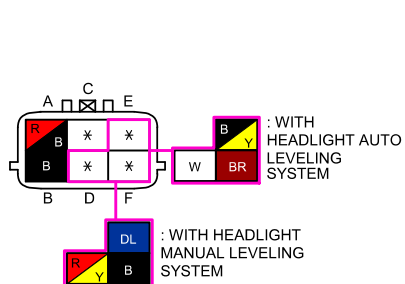 A C E
R B * *
B * *
B D F
B Y
W BR
: WITH
HEADLIGHT AUTO
LEVELING
SYSTEM
DL
R Y B
: WITH HEADLIGHT
MANUAL LEVELING
SYSTEM